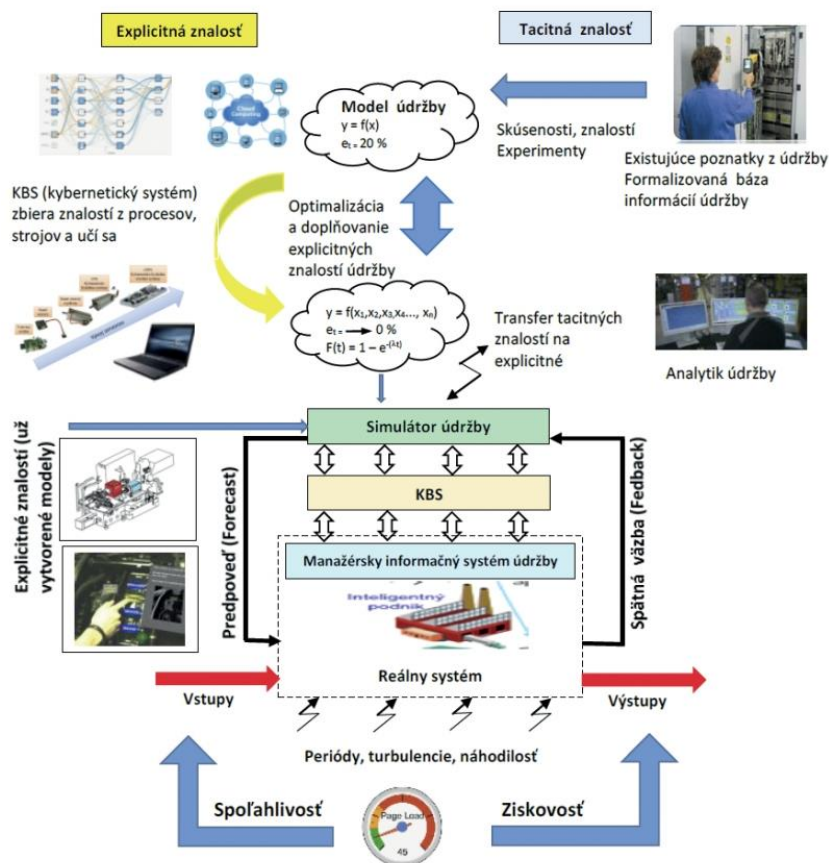 Explicitná znalosť
Tacitná znalosť
Cloud
Computing
Model údržby
y = f(x)
eₜ = 20 %
Skúsenosti, znalostí
Experimenty
Existujúce poznatky z údržby
Formalizovaná báza
informácií údržby
KBS (kybernetický systém)
zbiera znalostí z procesov,
strojov a učí sa
Optimalizácia
a doplňovanie
explicitných
znalostí údržby
y = f(x₁,x₂,x₃,x₄..., xₙ)
eₜ = → 0 %
F(t) = 1 – e⁻⁽λᵗ⁾
Transfer tacitných
znalostí na
explicitné
Analytik údržby
Explicitné znalostí (už
vytvorené modely)
Simulátor údržby
KBS
Manažérsky informačný systém údržby
Predpoveď (Forecast)
Spätná väzba (Fedback)
Inteligentný
podnik
Reálny systém
Vstupy
Výstupy
Periódy, turbulencie, náhodilosť
Spoľahlivosť
Ziskovosť
Page Load
45